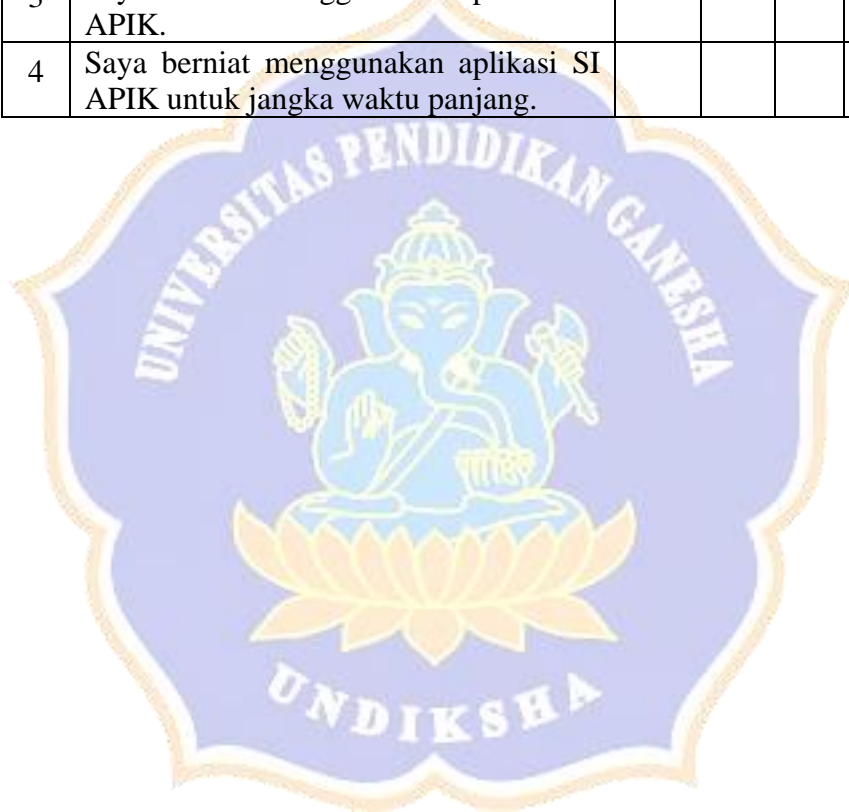 APIK.
4 Saya berniat menggunakan aplikasi SI
APIK untuk jangka waktu panjang.
UNIVERSITAS PENDIDIKAN GANESHA
UNDIKSHA